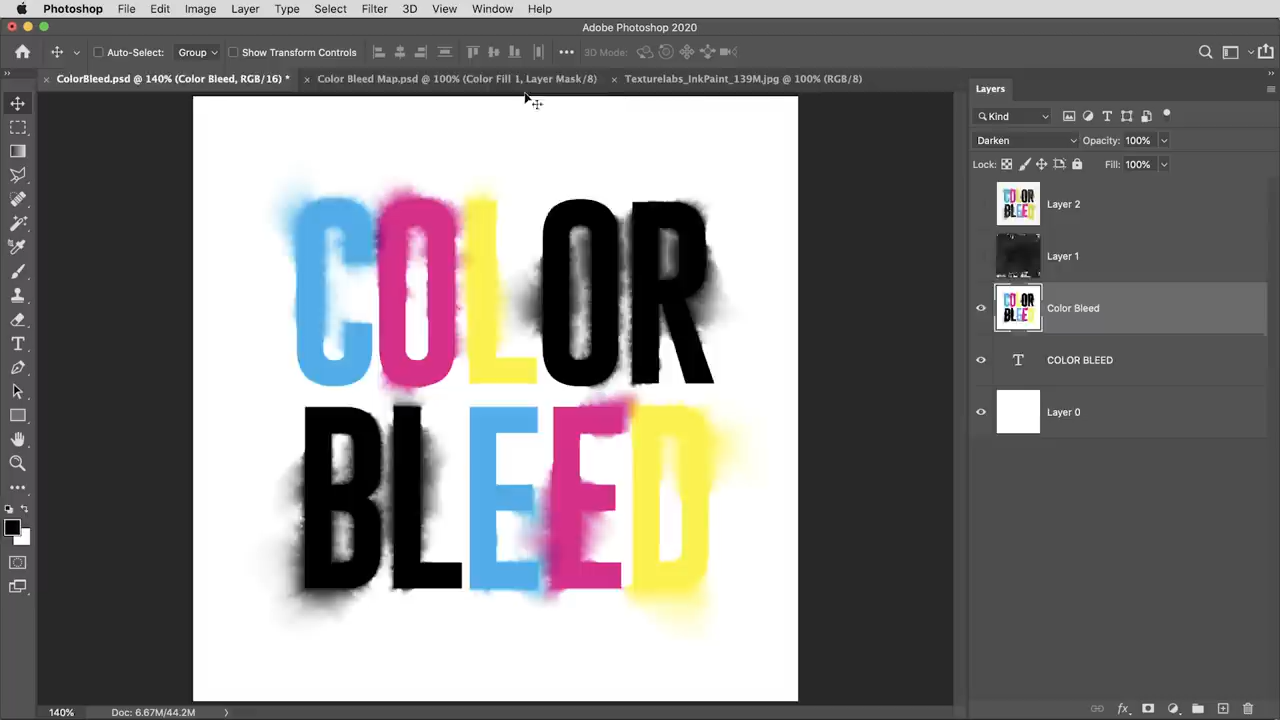 Photoshop File Edit Image Layer Type Select Filter 3D View Window Help
Adobe Photoshop 2020
Auto-Select: Group Show Transform Controls 3D Mode:
ColorBleed.psd @ 140% (Color Bleed, RGB/16) * Color Bleed Map.psd @ 100% (Color Fill 1, Layer Mask/8) Texturelabs_InkPaint_139M.jpg @ 100% (RGB/8)
Layers
Kind
Darken Opacity: 100%
Lock: Fill: 100%
Layer 2
Layer 1
Color Bleed
COLOR BLEED
Layer 0
COLOR
BLEED
140% Doc: 6.67M/44.2M